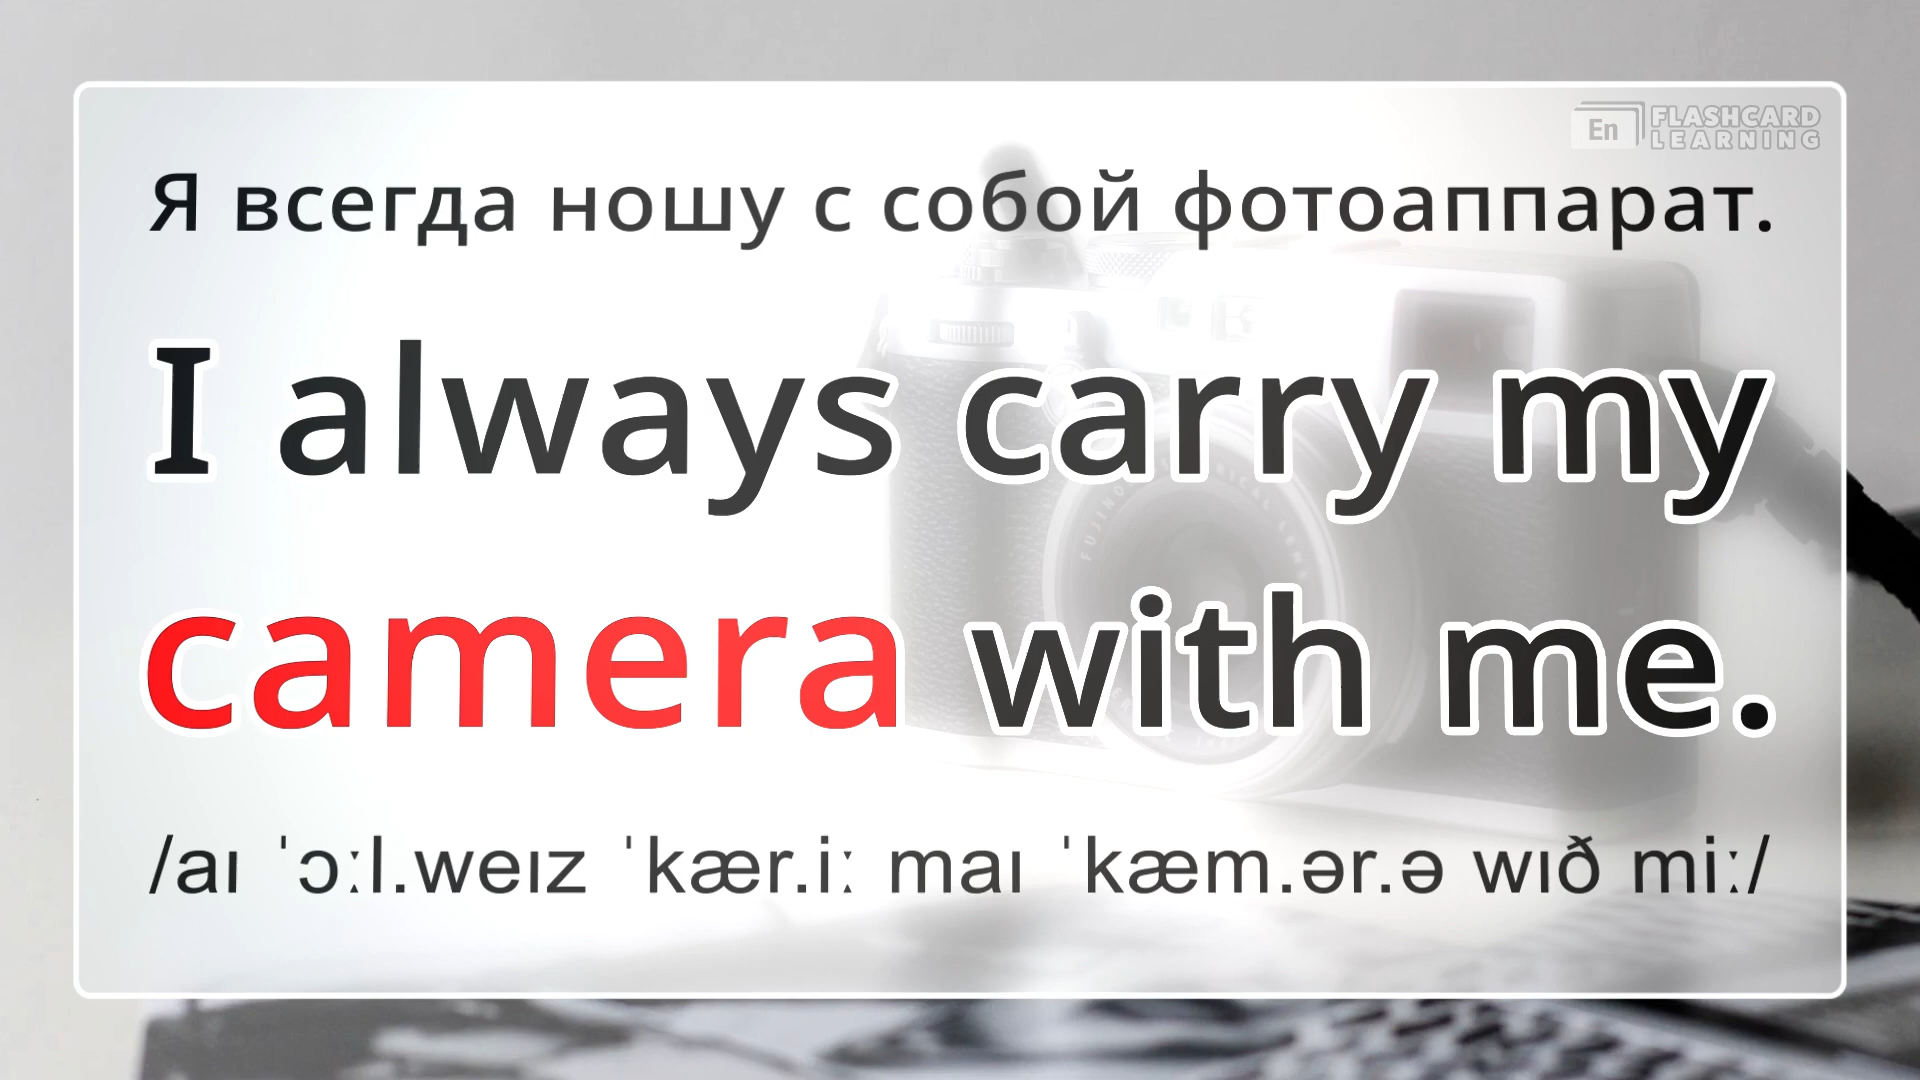 En FLASHCARD
LEARNING
Я всегда ношу с собой фотоаппарат.
I always carry my
camera with me.
/aɪ ˈɔːl.weɪz ˈkær.iː maɪ ˈkæm.ər.ə wɪð miː/